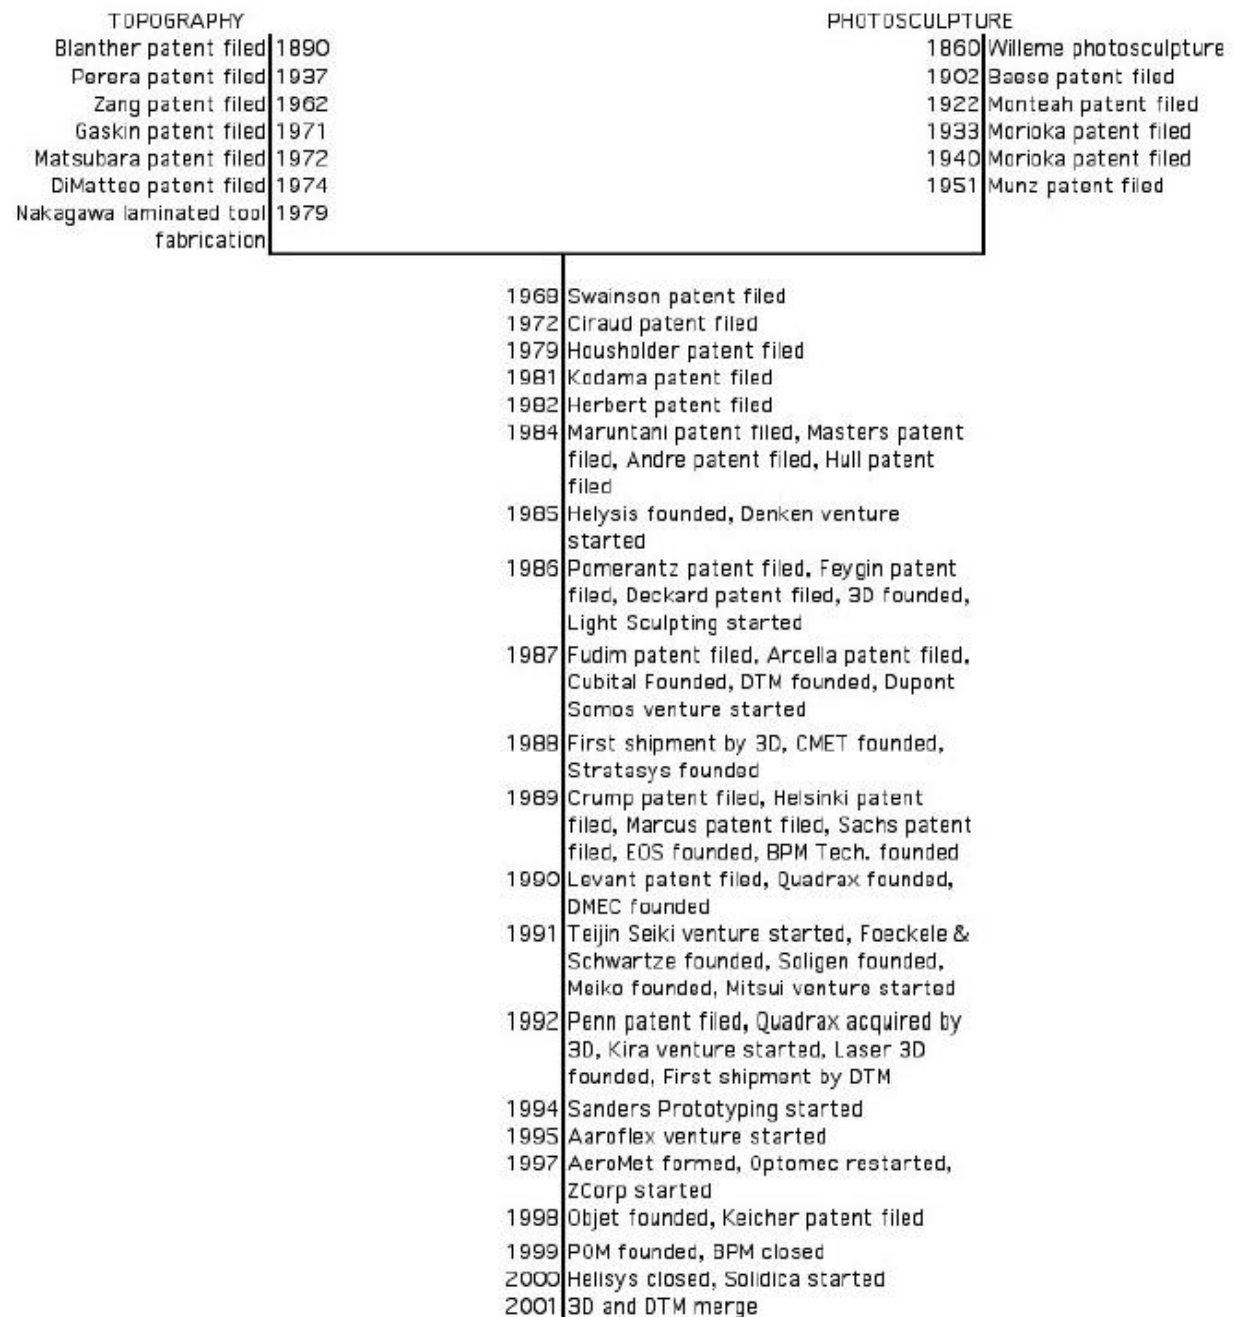 TOPOGRAPHY
Blanther patent filed 1890
Perera patent filed 1937
Zang patent filed 1962
Gaskin patent filed 1971
Matsubara patent filed 1972
DiMatteo patent filed 1974
Nakagawa laminated tool 1979
fabrication
PHOTOSCULPTURE
1860 Willeme photosculpture
1902 Baese patent filed
1922 Monteah patent filed
1933 Morioka patent filed
1940 Morioka patent filed
1951 Munz patent filed
1968 Swainson patent filed
1972 Ciraud patent filed
1979 Housholder patent filed
1981 Kodama patent filed
1982 Herbert patent filed
1984 Maruntani patent filed, Masters patent
filed, Andre patent filed, Hull patent
filed
1985 Helysis founded, Denken venture
started
1986 Pomerantz patent filed, Feygin patent
filed, Deckard patent filed, 3D founded,
Light Sculpting started
1987 Fudim patent filed, Arcella patent filed,
Cubital Founded, DTM founded, Dupont
Somos venture started
1988 First shipment by 3D, CMET founded,
Stratasys founded
1989 Crump patent filed, Helsinki patent
filed, Marcus patent filed, Sachs patent
filed, EOS founded, BPM Tech. founded
1990 Levant patent filed, Quadrax founded,
DMEC founded
1991 Teijin Seiki venture started, Foeckele &
Schwartze founded, Soligen founded,
Meiko founded, Mitsui venture started
1992 Penn patent filed, Quadrax acquired by
3D, Kira venture started, Laser 3D
founded, First shipment by DTM
1994 Sanders Prototyping started
1995 Aaroflex venture started
1997 AeroMet formed, Optomec restarted,
ZCorp started
1998 Objet founded, Keicher patent filed
1999 POM founded, BPM closed
2000 Helisys closed, Solidica started
2001 3D and DTM merge